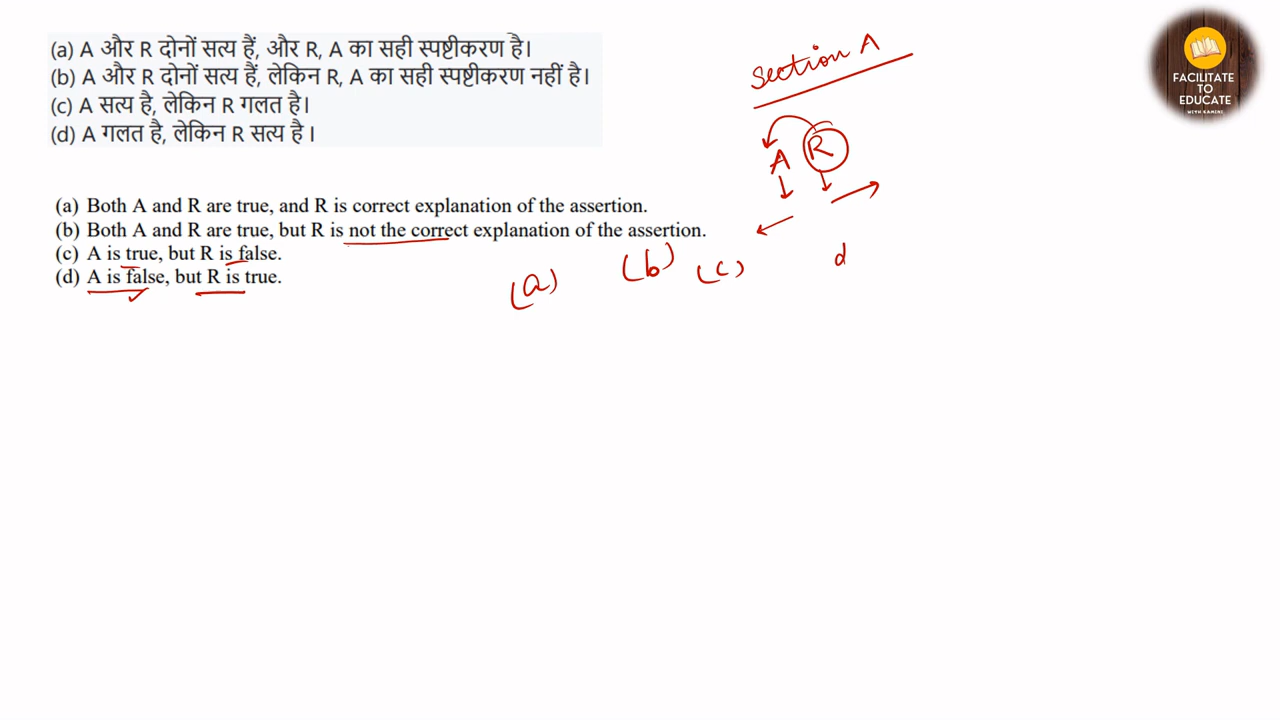 (a) A और R दोनों सत्य हैं, और R, A का सही स्पष्टीकरण है।
(b) A और R दोनों सत्य हैं, लेकिन R, A का सही स्पष्टीकरण नहीं है।
(c) A सत्य है, लेकिन R गलत है।
(d) A गलत है, लेकिन R सत्य है ।
Section A
FACILITATE
TO
EDUCATE
WITH GAMINI
A R
(a) Both A and R are true, and R is correct explanation of the assertion.
(b) Both A and R are true, but R is not the correct explanation of the assertion.
(c) A is true, but R is false.
(d) A is false, but R is true.
(a) (b) (c) d